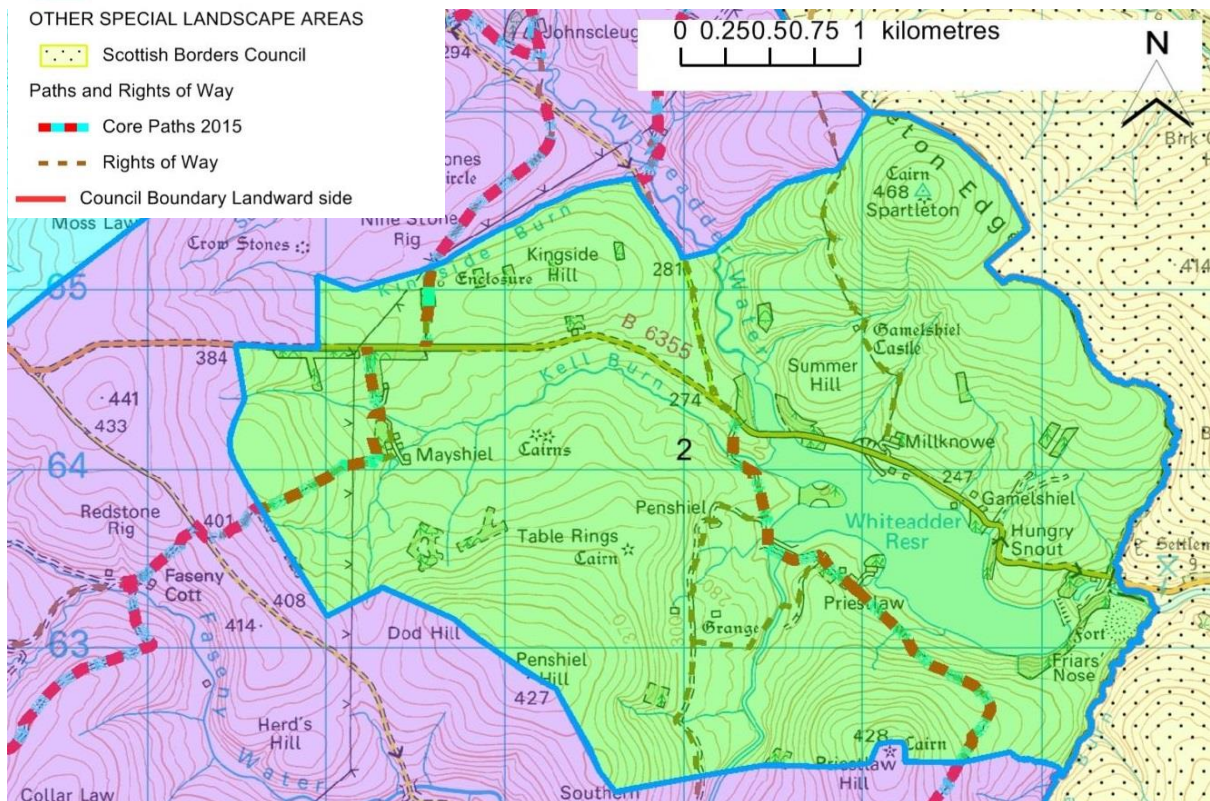 OTHER SPECIAL LANDSCAPE AREAS
Scottish Borders Council
Paths and Rights of Way
Core Paths 2015
Rights of Way
Council Boundary Landward side
0 0.25 0.50 0.75 1 kilometres
N
294
Moss Law
Crow Stones
Nine Stone
Rig
Kingside Burn
Enclosure
Kingside
Hill
281
Whiteadder
Water
Cairn
468
Spartleton
65
384
B 6355
Kell Burn
274
Gamelshiel
Castle
Summer
Hill
414
441
433
Mayshiel
Cairns
2
Millknowe
247
Gamelshiel
64
Redstone
Rig
401
Penshiel
Whiteadder
Resr
Hungry
Snout
Table Rings
Cairn
Faseny
Cott
408
414
Dod Hill
280
Grange
Priestlaw
Fort
Friars
Nose
63
Faseny
Water
Penshiel
Hill
427
Herd's
Hill
428
Cairn
Priestlaw
Hill
Collar Law
Southern